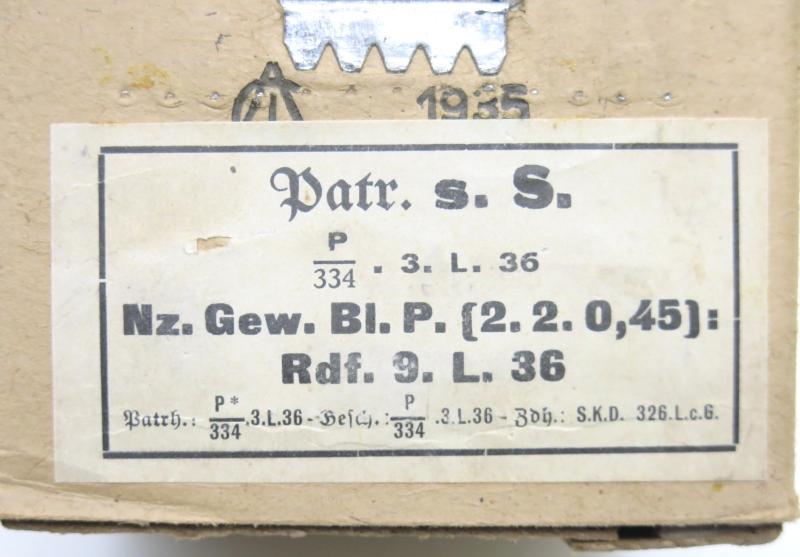 1935
Patr. s. S.
P/334 . 3. L. 36
Nz. Gew. Bl. P. (2. 2. 0,45):
Rdf. 9. L. 36
Patrh.: P*/334 .3.L.36 - Gesch.: P/334 .3.L.36 - Zdh.: S.K.D. 326.L.c.6.